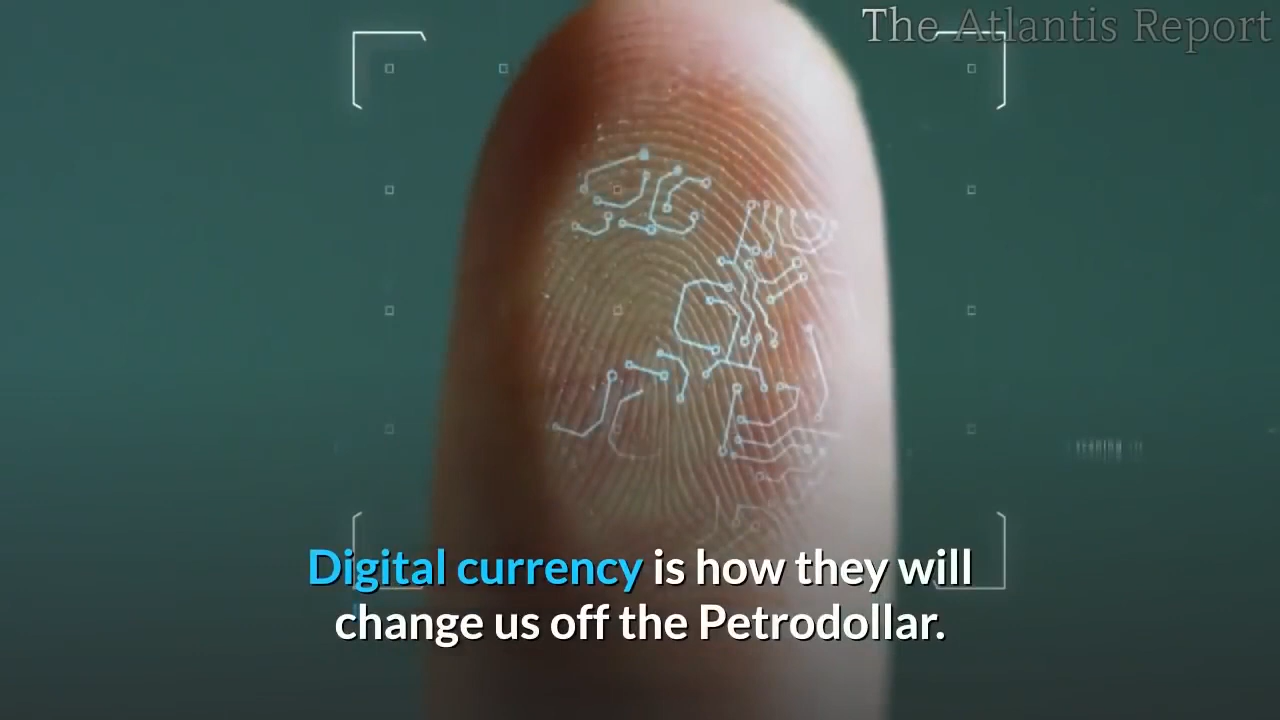 The Atlantis Report
Digital currency is how they will
change us off the Petrodollar.